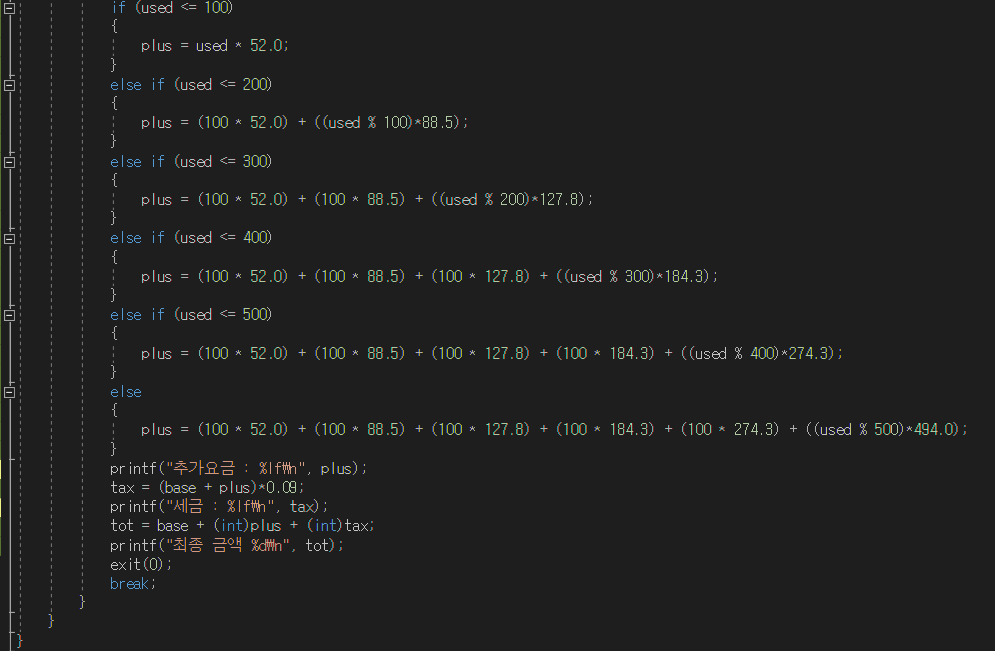 if (used <= 100)
{
plus = used * 52.0;
}
else if (used <= 200)
{
plus = (100 * 52.0) + ((used % 100)*88.5);
}
else if (used <= 300)
{
plus = (100 * 52.0) + (100 * 88.5) + ((used % 200)*127.8);
}
else if (used <= 400)
{
plus = (100 * 52.0) + (100 * 88.5) + (100 * 127.8) + ((used % 300)*184.3);
}
else if (used <= 500)
{
plus = (100 * 52.0) + (100 * 88.5) + (100 * 127.8) + (100 * 184.3) + ((used % 400)*274.3);
}
else
{
plus = (100 * 52.0) + (100 * 88.5) + (100 * 127.8) + (100 * 184.3) + (100 * 274.3) + ((used % 500)*494.0);
}
printf("추가요금 : %lf₩n", plus);
tax = (base + plus)*0.09;
printf("세금 : %lf₩n", tax);
tot = base + (int)plus + (int)tax;
printf("최종 금액 %d₩n", tot);
exit(0);
break;
}
}
}